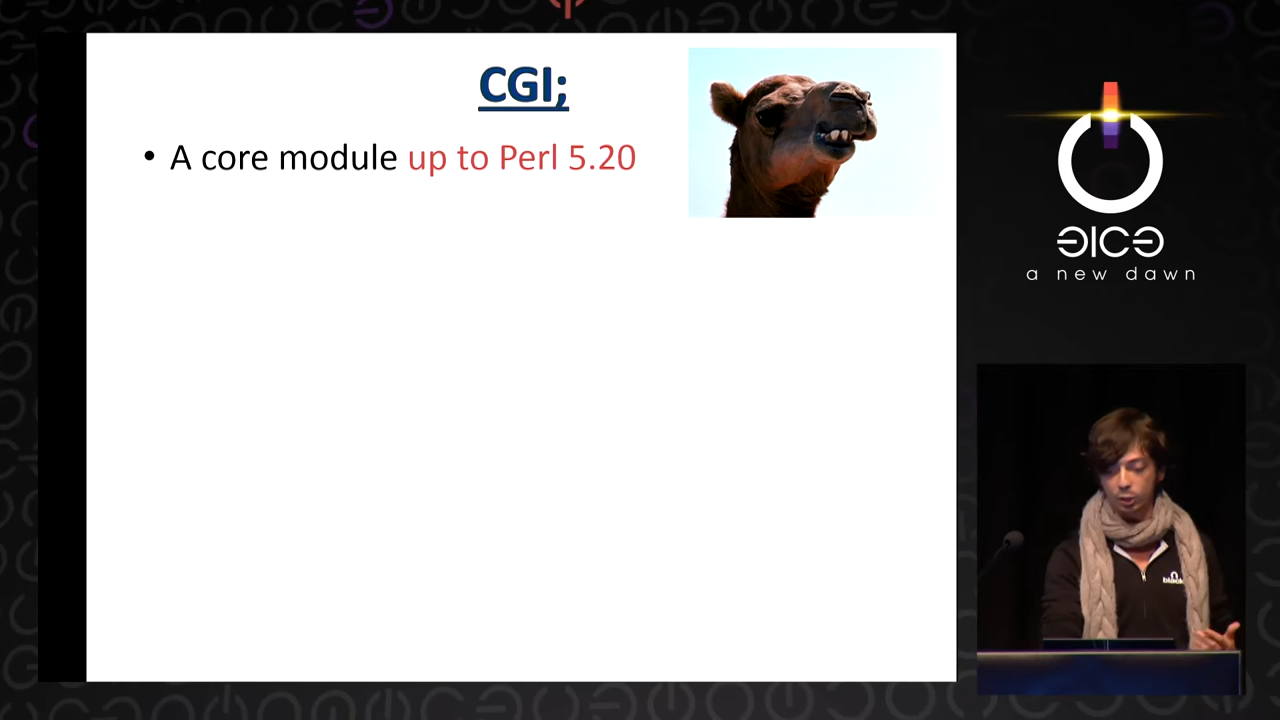 CGI;
• A core module up to Perl 5.20
a new dawn